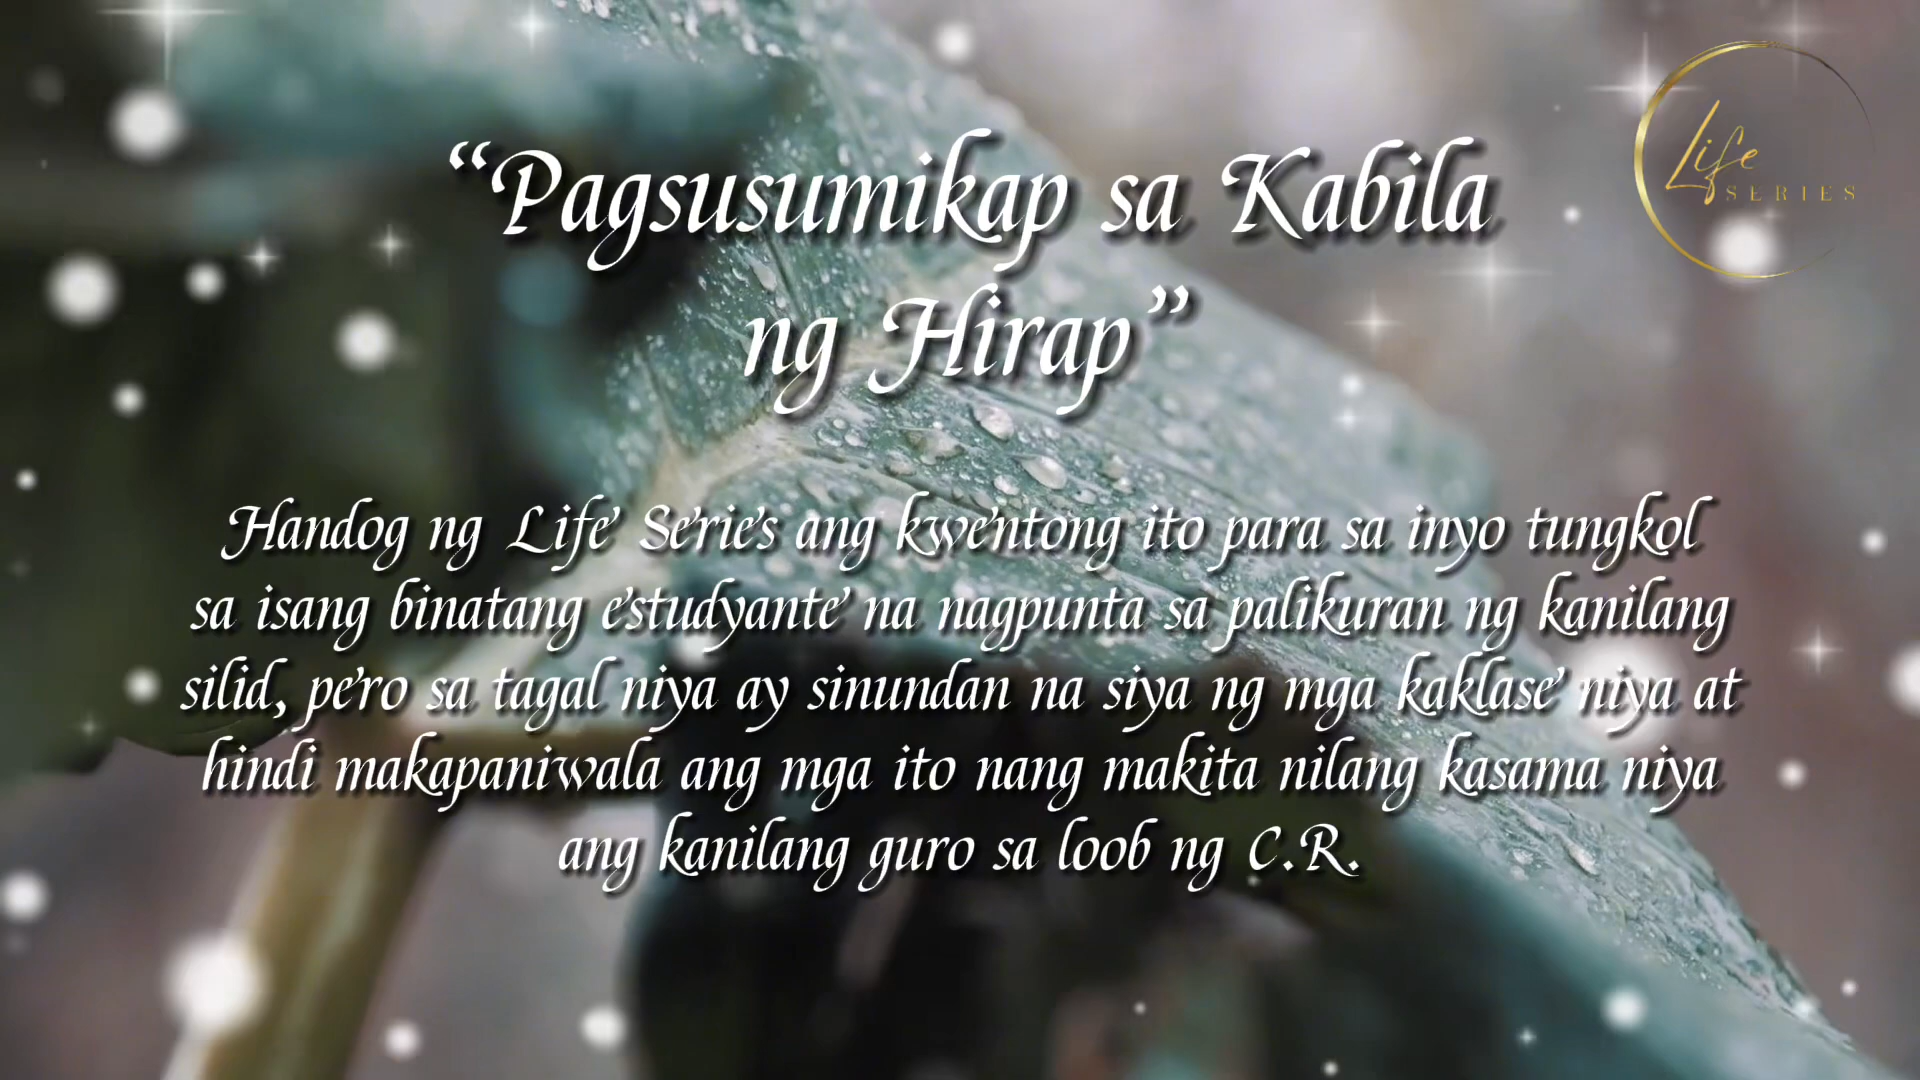 Life
SERIES
“Pagsusumikap sa Kabila
ng Hirap”
Handog ng Life Series ang kwentong ito para sa inyo tungkol
sa isang binatang estudyante na nagpunta sa palikuran ng kanilang
silid, pero sa tagal niya ay sinundan na siya ng mga kaklase niya at
hindi makapaniwala ang mga ito nang makita nilang kasama niya
ang kanilang guro sa loob ng C.R.